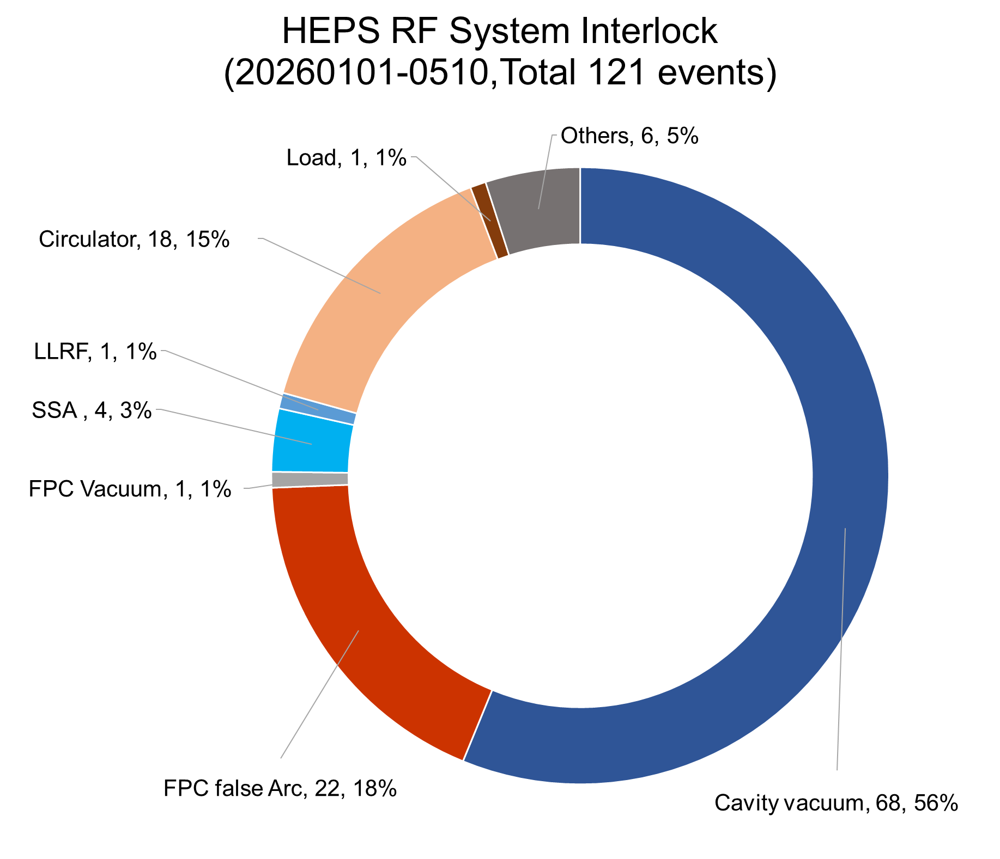 HEPS RF System Interlock
(20260101-0510,Total 121 events)
Others, 6, 5%
Load, 1, 1%
Circulator, 18, 15%
LLRF, 1, 1%
SSA , 4, 3%
FPC Vacuum, 1, 1%
FPC false Arc, 22, 18%
Cavity vacuum, 68, 56%